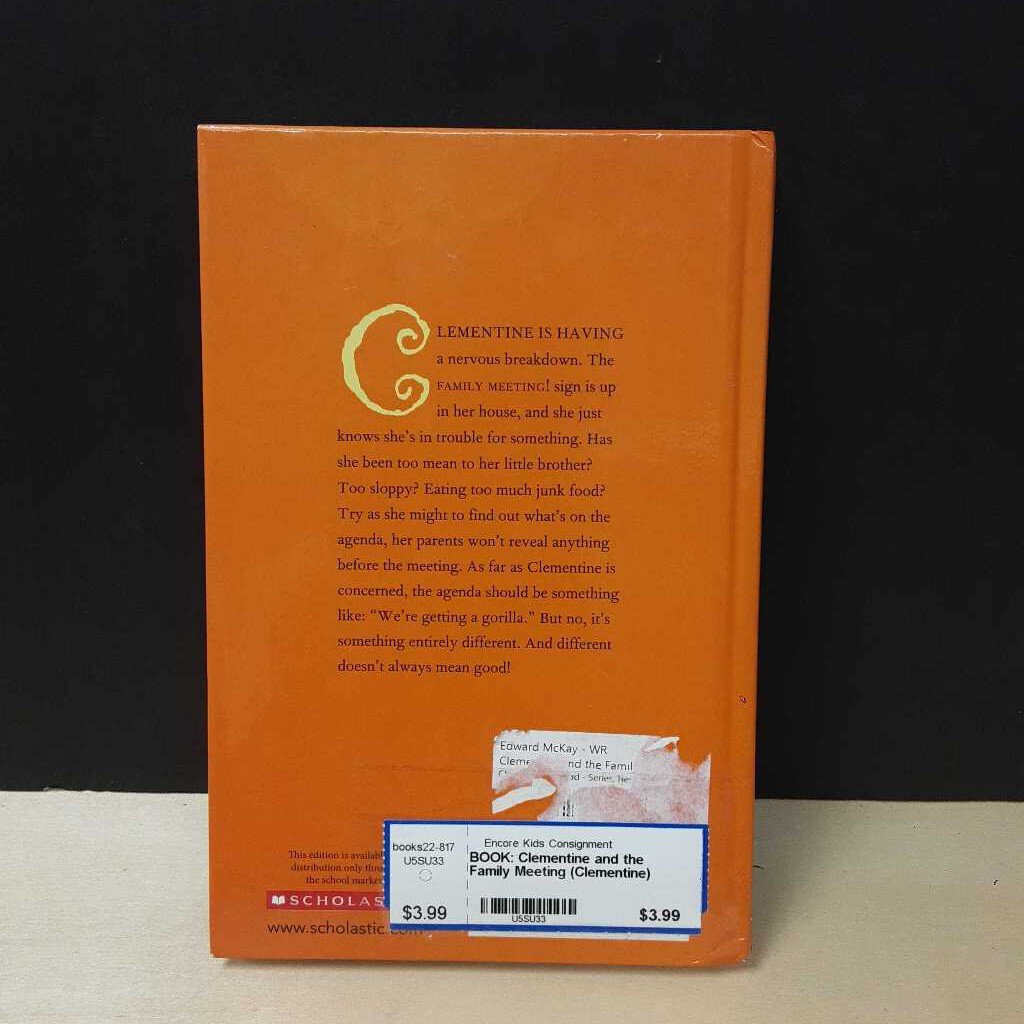 CLEMENTINE IS HAVING
a nervous breakdown. The
FAMILY MEETING! sign is up
in her house, and she just
knows she's in trouble for something. Has
she been too mean to her little brother?
Too sloppy? Eating too much junk food?
Try as she might to find out what's on the
agenda, her parents won't reveal anything
before the meeting. As far as Clementine is
concerned, the agenda should be something
like: "We're getting a gorilla." But no, it's
something entirely different. And different
doesn't always mean good!
Edward McKay - WR
Cleme nd the Famil
- Series, he
This edition is availab
distribution only thro
the school market
SCHOLAS
www.scholastic.com
books22-817
U5SU33
$3.99
Encore Kids Consignment
BOOK: Clementine and the
Family Meeting (Clementine)
U5SU33
$3.99